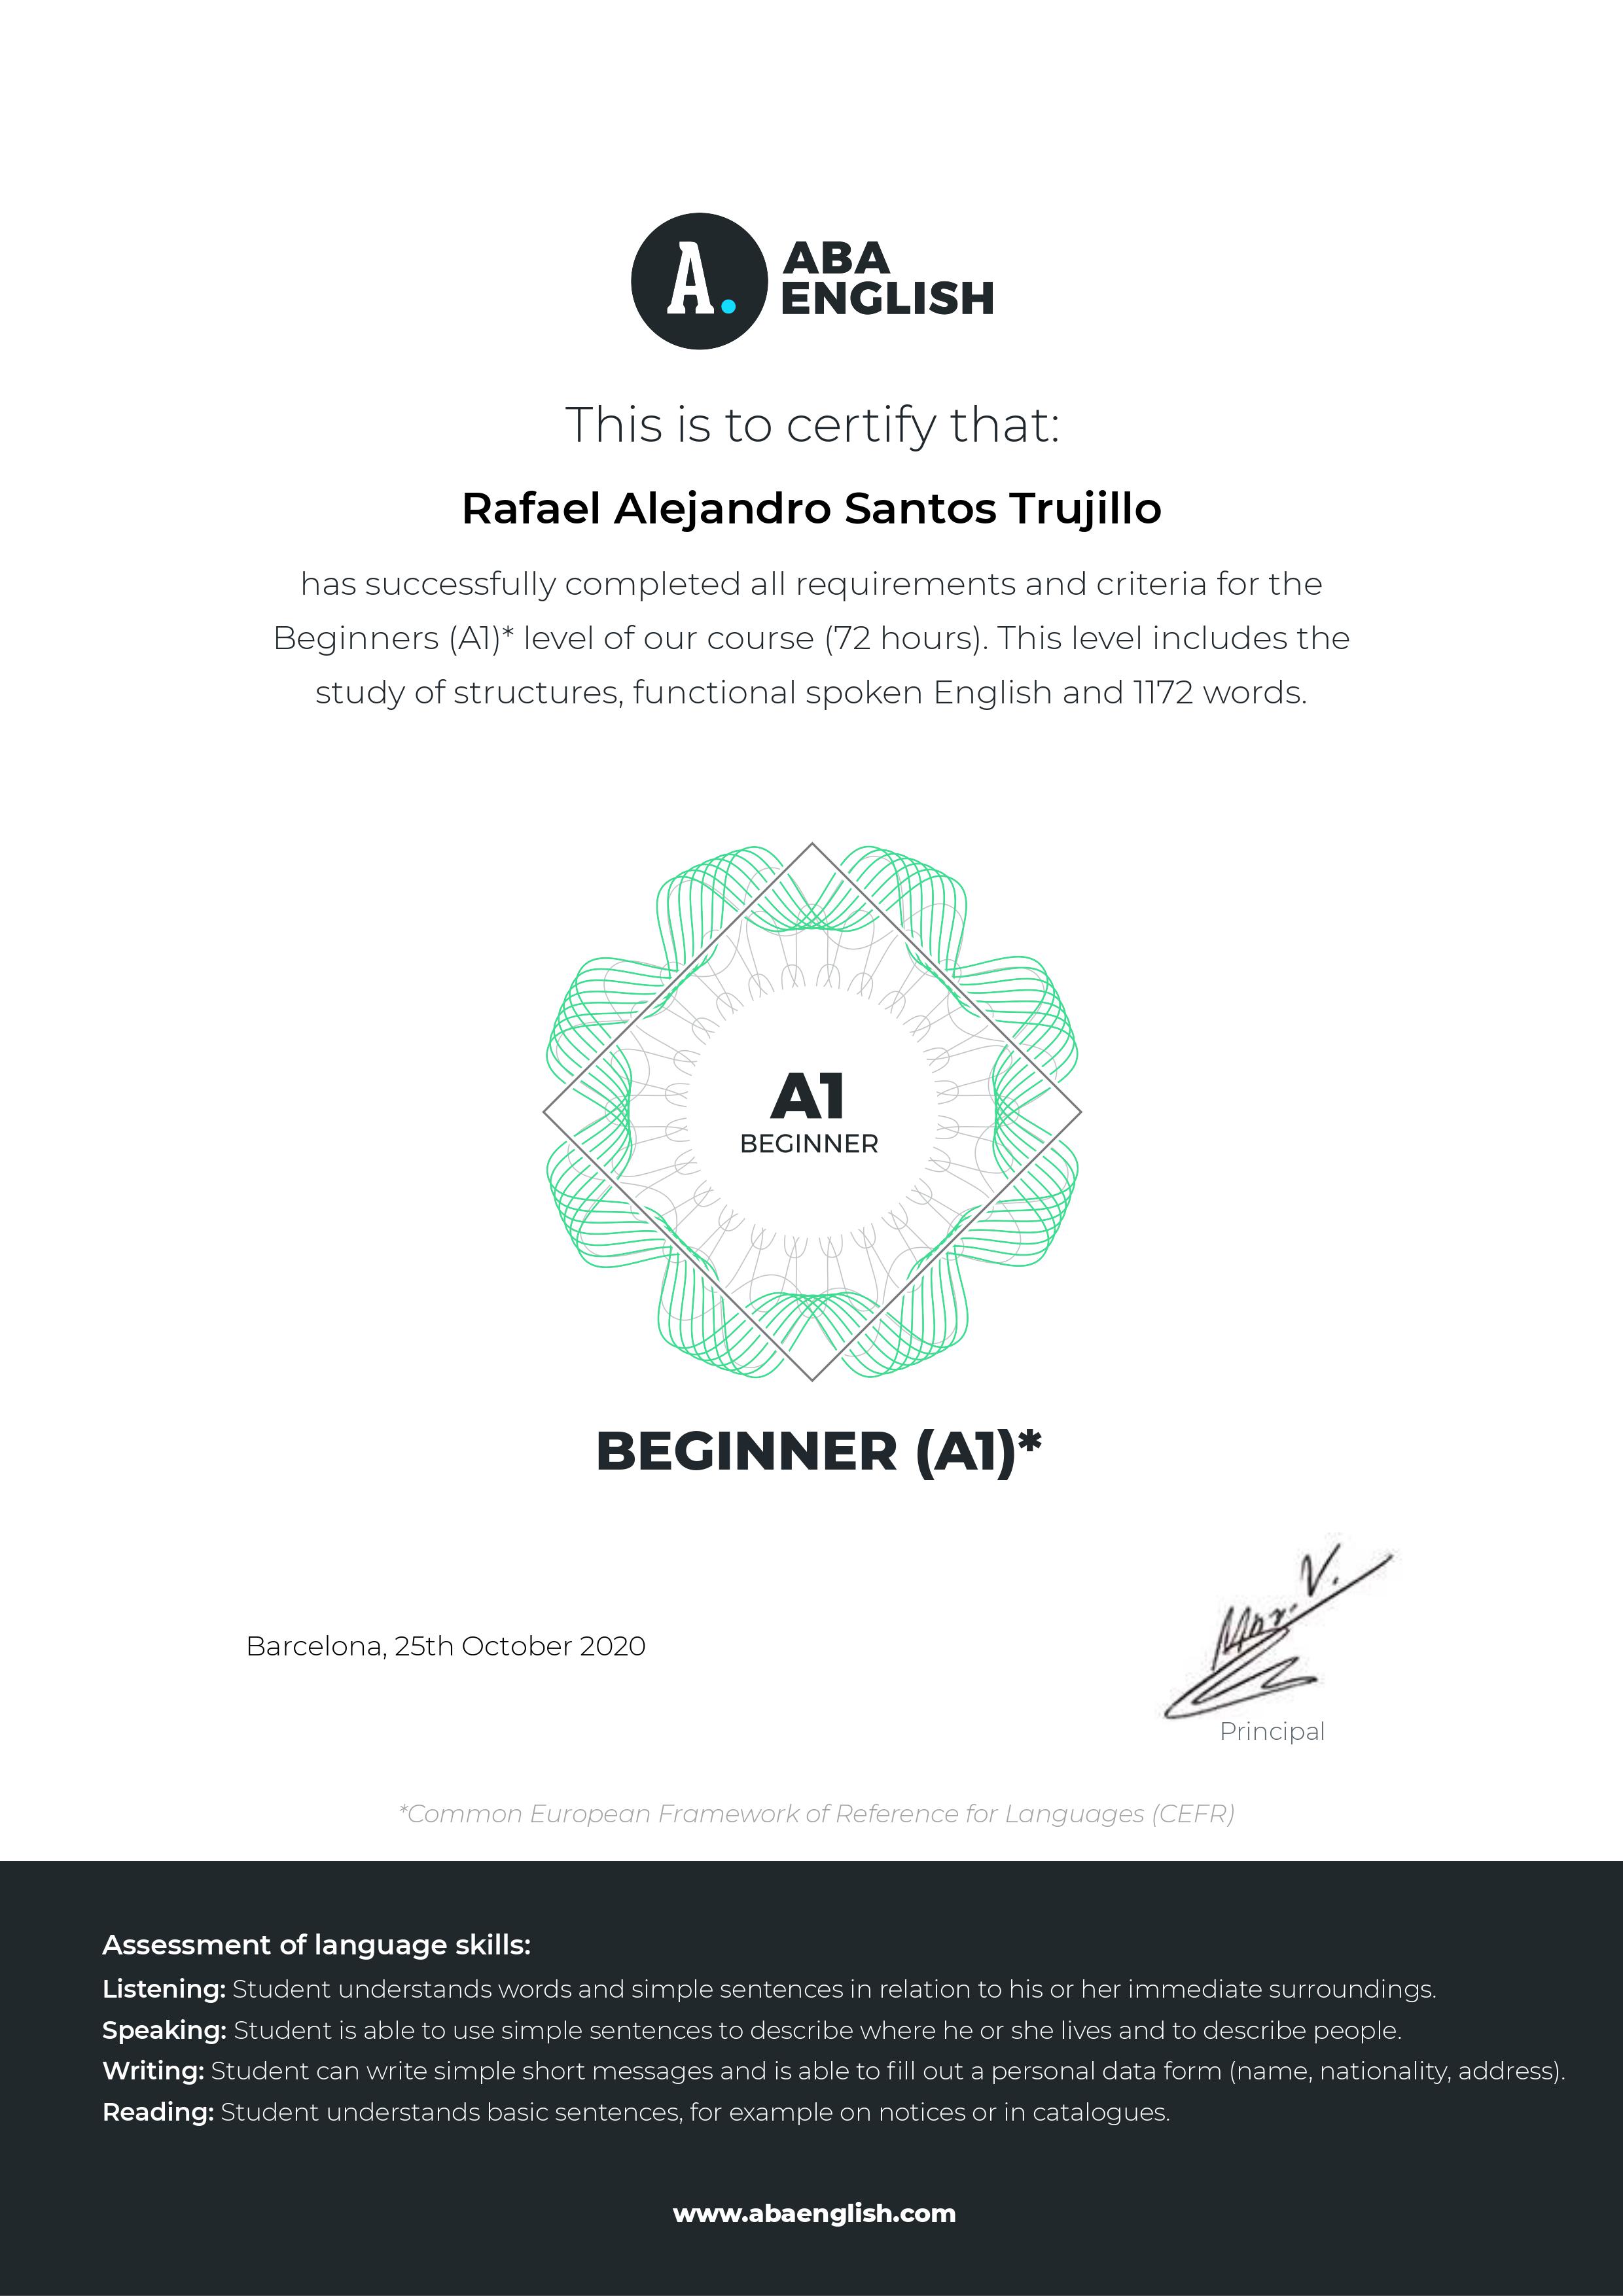 A.
ABA
ENGLISH
This is to certify that:
Rafael Alejandro Santos Trujillo
has successfully completed all requirements and criteria for the
Beginners (A1)* level of our course (72 hours). This level includes the
study of structures, functional spoken English and 1172 words.
A1
BEGINNER
BEGINNER (A1)*
Barcelona, 25th October 2020
Principal
*Common European Framework of Reference for Languages (CEFR)
Assessment of language skills:
Listening: Student understands words and simple sentences in relation to his or her immediate surroundings.
Speaking: Student is able to use simple sentences to describe where he or she lives and to describe people.
Writing: Student can write simple short messages and is able to fill out a personal data form (name, nationality, address).
Reading: Student understands basic sentences, for example on notices or in catalogues.
www.abaenglish.com